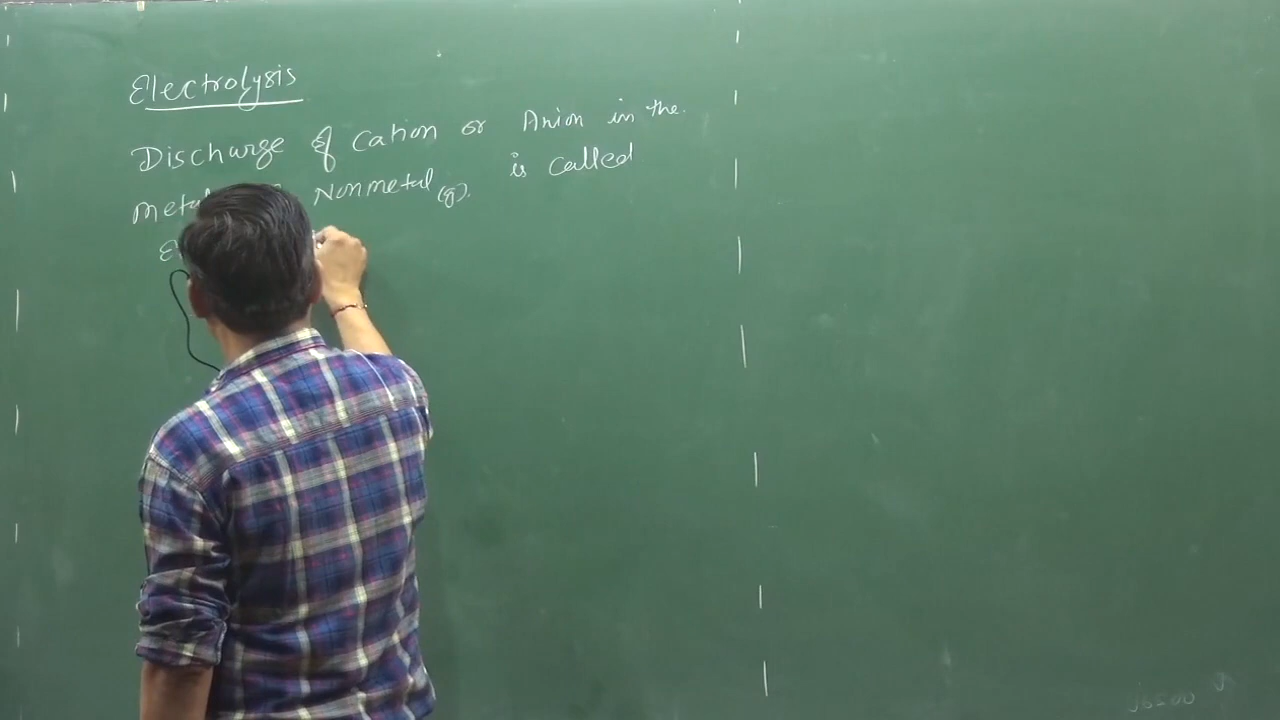 Electrolysis
Discharge of Cation or Anion in the
Nonmetal (g). is called